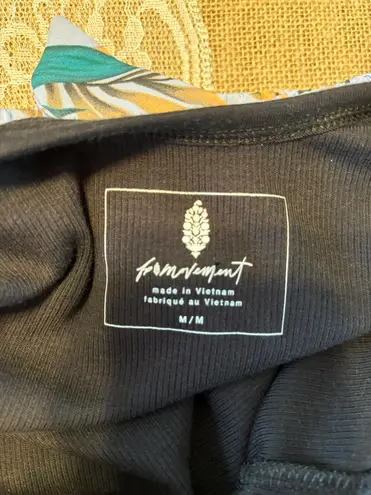 fpmovement
made in Vietnam
fabriqué au Vietnam
M/M